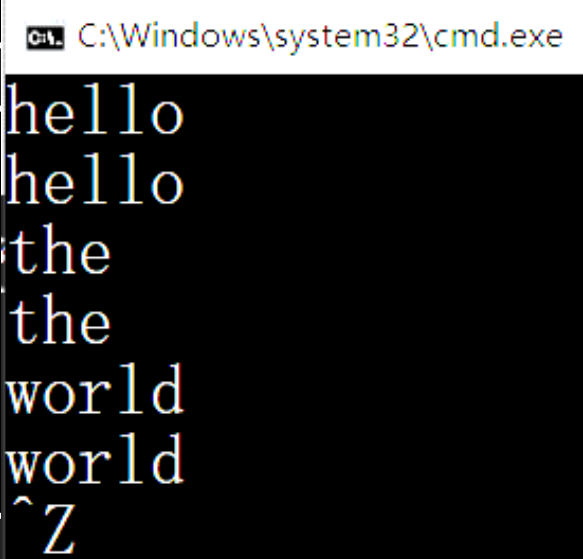 C:\Windows\system32\cmd.exe
hello
hello
the
the
world
world
^Z